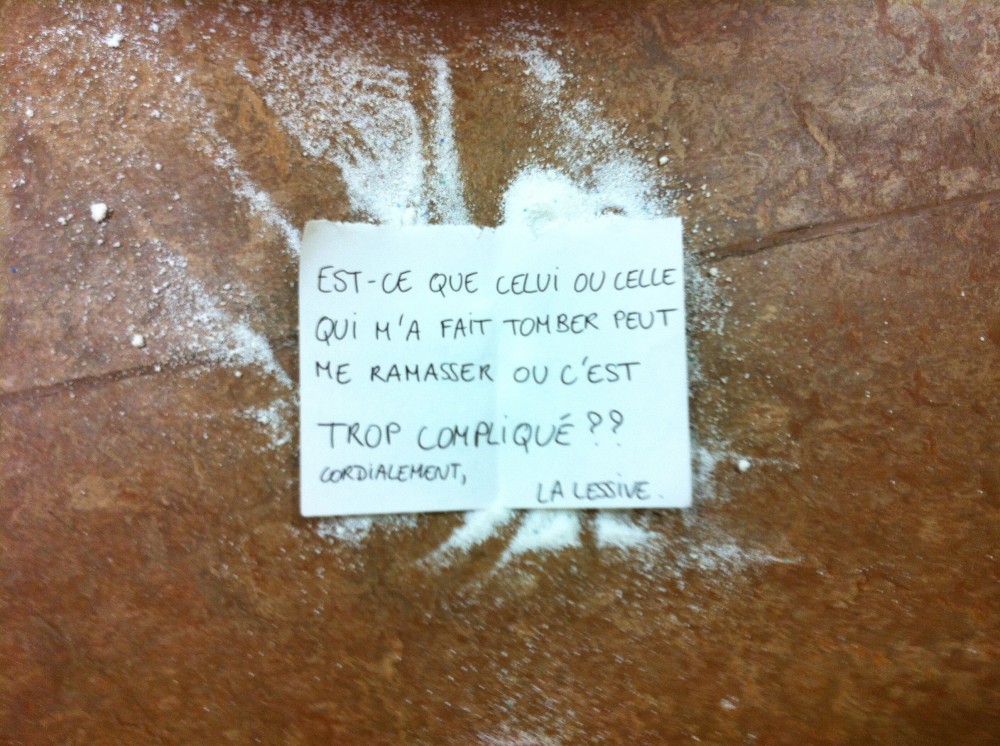 EST-CE QUE CELUI OU CELLE
QUI M'A FAIT TOMBER PEUT
ME RAMASSER OU C'EST
TROP COMPLIQUÉ ??
CORDIALEMENT,
LA LESSIVE.